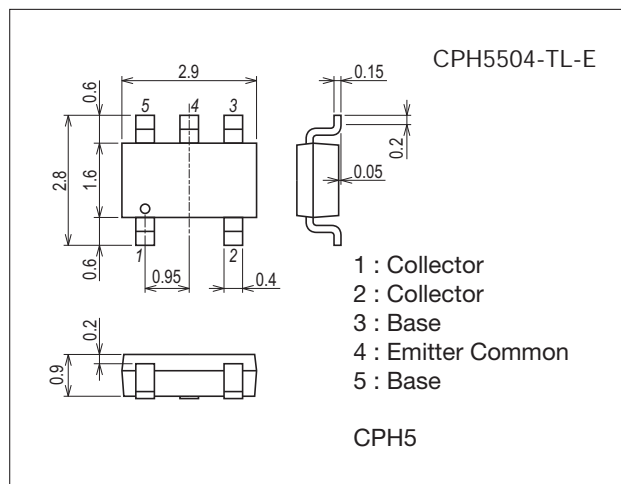 CPH5504-TL-E
2.9
0.15
0.6
5
4
3
0.2
2.8
1.6
0.05
0.6
1
0.95
2
0.4
1 : Collector
2 : Collector
3 : Base
4 : Emitter Common
5 : Base
0.2
0.9
CPH5